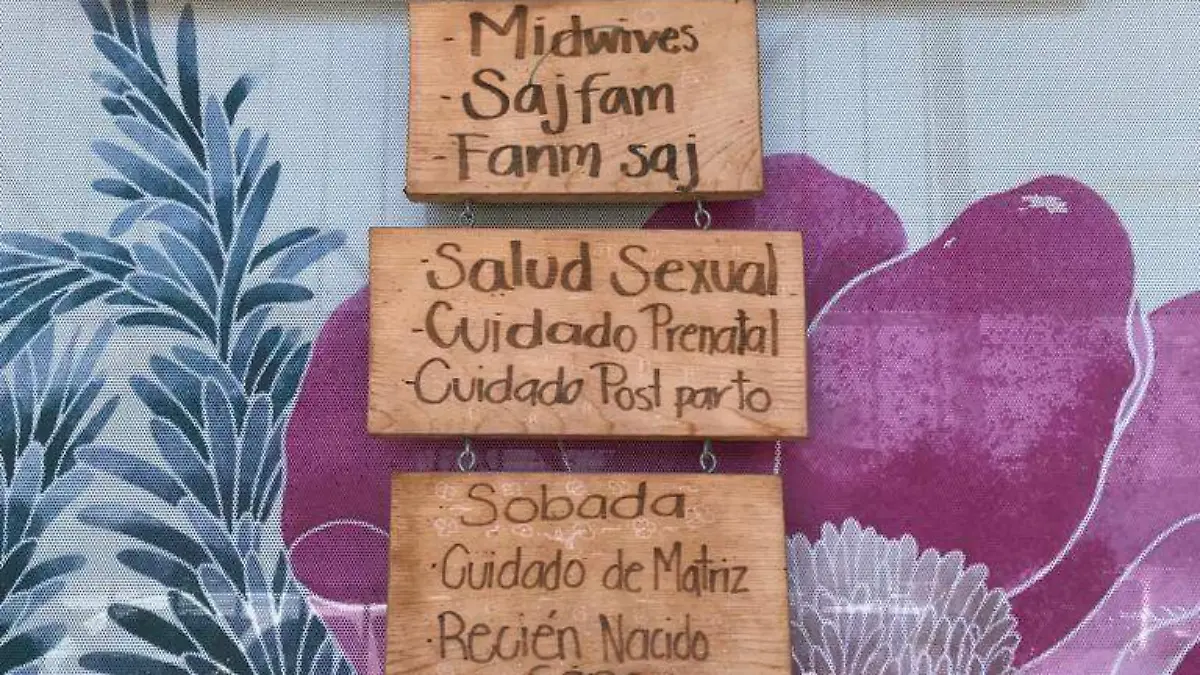 - Midwives
- Sajfam
- Fanm saj
- Salud Sexual
- Cuidado Prenatal
- Cuidado Post parto
Sobada
· Cuidado de Matriz
· Recién Nacido